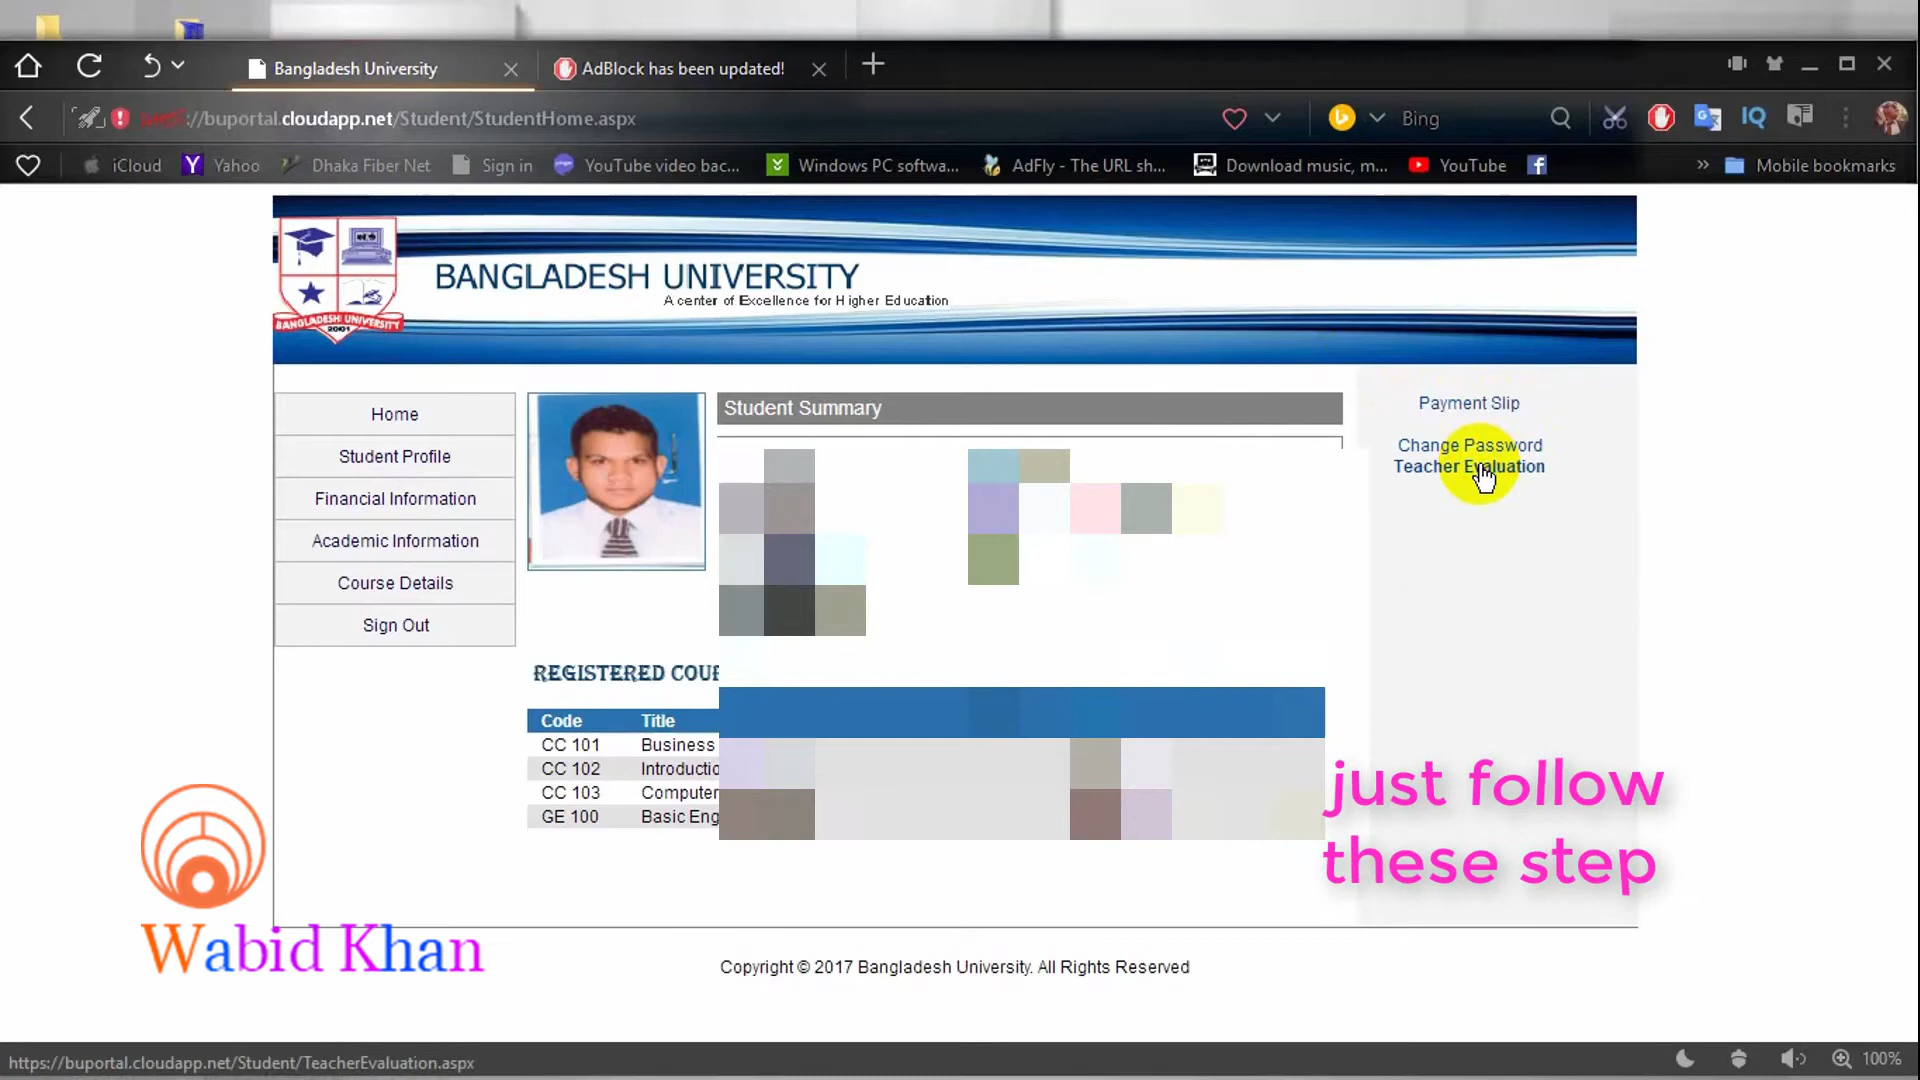 Bangladesh University
AdBlock has been updated!
://buportal.cloudapp.net/Student/StudentHome.aspx
Bing
IQ
iCloud
Yahoo
Dhaka Fiber Net
Sign in
YouTube video bac...
Windows PC softwa...
AdFly - The URL sh...
Download music, m...
YouTube
Mobile bookmarks
BANGLADESH UNIVERSITY
A center of Excellence for Higher Education
BANGLADESH UNIVERSITY
2001
Home
Student Profile
Financial Information
Academic Information
Course Details
Sign Out
Student Summary
Payment Slip
Change Password
Teacher Evaluation
REGISTERED COU
Code Title
CC 101 Business
CC 102 Introductio
CC 103 Computer
GE 100 Basic Eng
just follow
these step
Wabid Khan
Copyright © 2017 Bangladesh University. All Rights Reserved
https://buportal.cloudapp.net/Student/TeacherEvaluation.aspx
100%